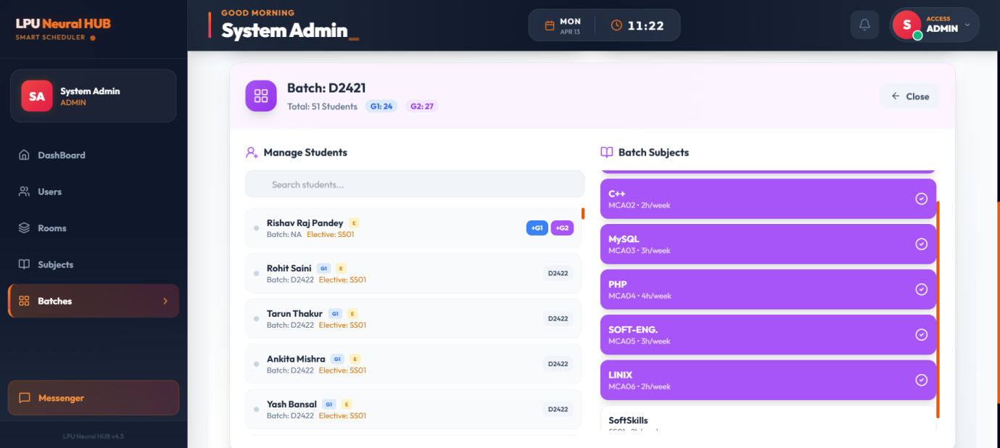 LPU Neural HUB
SMART SCHEDULER
SA
System Admin
ADMIN
DashBoard
Users
Rooms
Subjects
Batches
Messenger
LPU Neural HUB v4.5
GOOD MORNING
System Admin_
MON
APR 13
11:22
S
ACCESS
ADMIN
Batch: D2421
Total: 51 Students G1: 24 G2: 27
Close
Manage Students
Search students...
Rishav Raj Pandey E
Batch: NA Elective: SS01
+G1 +G2
Rohit Saini G1 E
Batch: D2422 Elective: SS01
D2422
Tarun Thakur G1 E
Batch: D2422 Elective: SS01
D2422
Ankita Mishra G1 E
Batch: D2422 Elective: SS01
D2422
Yash Bansal G1 E
Batch: D2422 Elective: SS01
D2422
Batch Subjects
C++
MCA02 • 2h/week
MySQL
MCA03 • 3h/week
PHP
MCA04 • 4h/week
SOFT-ENG.
MCA05 • 3h/week
LINIX
MCA06 • 2h/week
SoftSkills